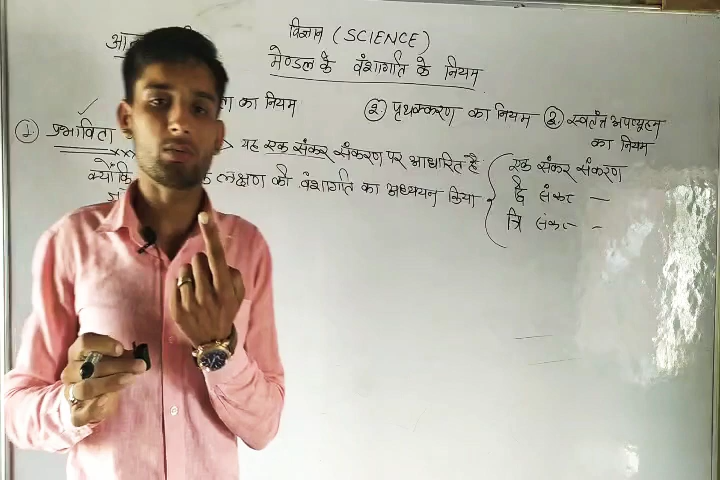 विज्ञान (SCIENCE)
मेण्डल के वंशागति के नियम
का नियम ② पृथक्करण का नियम ③ स्वतंत्र अपव्यूहन
का नियम
① प्रभाविता यह एक संकर संकरण पर आधारित है
क्योंकि लक्षण की वंशागति का अध्ययन किया
एक संकर संकरण
द्वि संकर —
त्रि संकर -